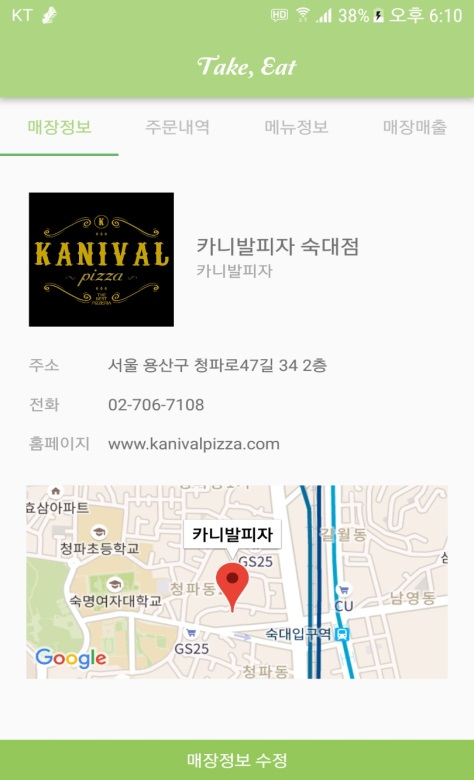 KT HD 38% 오후 6:10
Take, Eat
매장정보 주문내역 메뉴정보 매장매출
K
KANIVAL
pizza
THE BEST
PIZZERIA
카니발피자 숙대점
카니발피자
주소 서울 용산구 청파로47길 34 2층
전화 02-706-7108
홈페이지 www.kanivalpizza.com
효삼아파트
카니발피자
길월동
청파초등학교
GS25
청파동
숙명여자대학교
CU
남영동
GS25
숙대입구역
Google
매장정보 수정